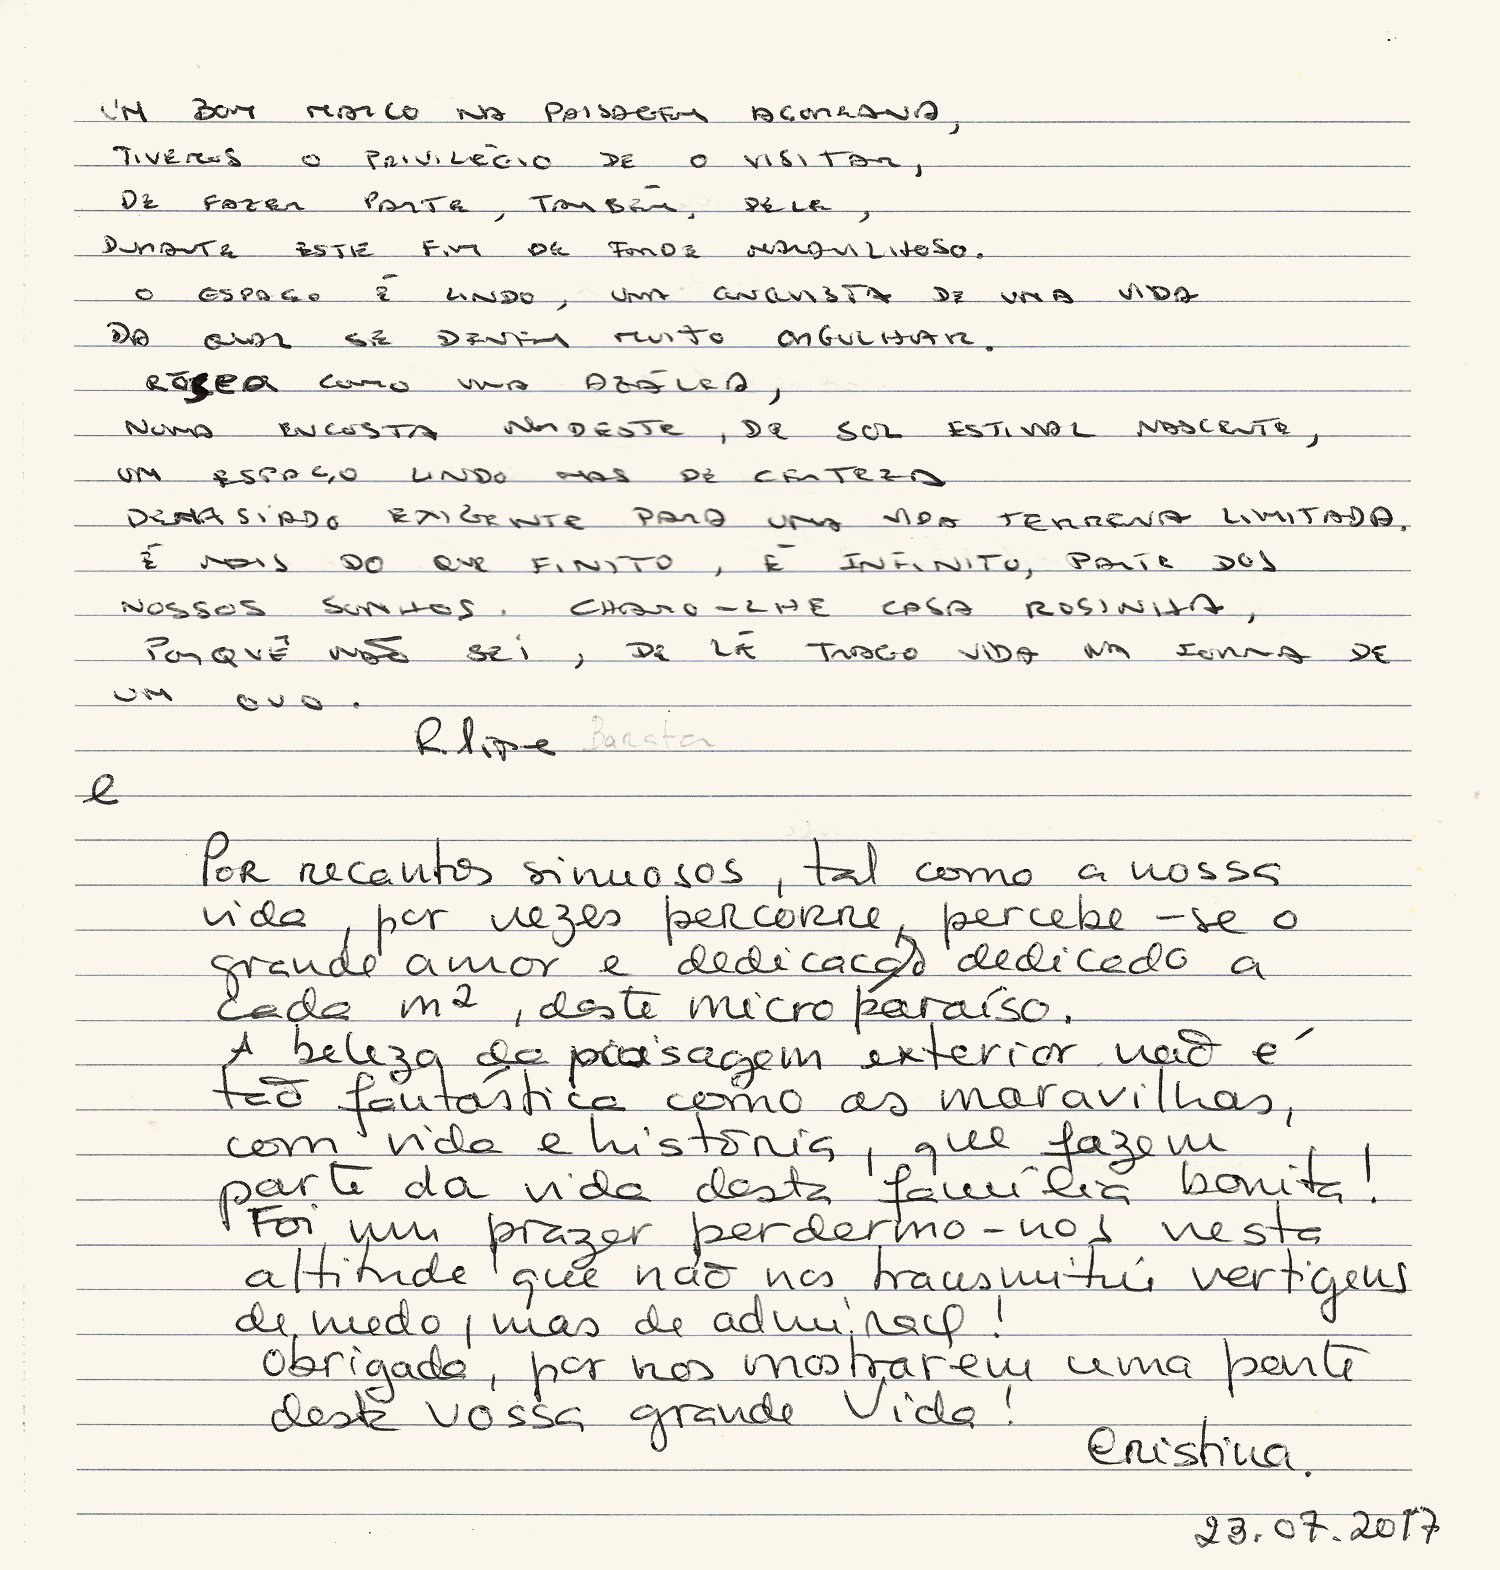 UM BOM MARCO NA PAISAGEM AÇOREANA,
TIVEMOS O PRIVILÉGIO DE O VISITAR,
DE FAZER PARTE, TAMBÉM, DELE,
DURANTE ESTE FIM DE TARDE MARAVILHOSO.
O ESPAÇO É LINDO, UMA CONQUISTA DE UMA VIDA
DA QUAL SE DEVEM MUITO ORGULHAR.
RÓSEA COMO UMA AZÁLEA,
NUMA ENCOSTA NORDESTE, DE SOL ESTIVAL NASCENTE,
UM ESPAÇO LINDO MAS DE CERTEZA
DEMASIADO EXIGENTE PARA UMA VIDA TERRENA LIMITADA.
É MAIS DO QUE FINITO, É INFINITO, PARTE DOS
NOSSOS SONHOS. CHAMO-LHE CASA ROSINHA,
PORQUÊ NÃO SEI, DE LÁ TRAGO VIDA NA FORMA DE
UM OVO.
Filipe Barata
e
Por recantos sinuosos, tal como a nossa
vida, por vezes percorre, percebe-se o
grande amor e dedicação dedicado a
cada m², deste micro paraíso.
A beleza da paisagem exterior não é
tão fantástica como as maravilhas,
com vida e história, que fazem
parte da vida desta família bonita!
Foi um prazer perdermo-nos nesta
altitude que não nos transmitiu vertigens
de medo, mas de admiração!
Obrigada, por nos mostrarem uma parte
desta vossa grande Vida!
Cristina.
23.07.2017